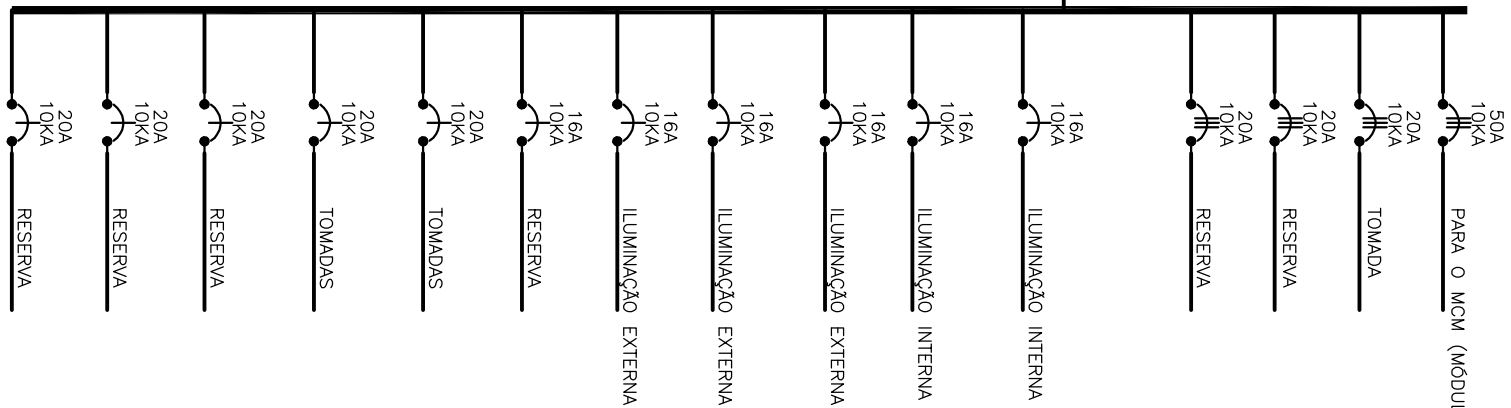 20A
10KA
RESERVA
20A
10KA
RESERVA
20A
10KA
RESERVA
20A
10KA
TOMADAS
20A
10KA
TOMADAS
16A
10KA
RESERVA
16A
10KA
ILUMINAÇÃO EXTERNA
16A
10KA
ILUMINAÇÃO EXTERNA
16A
10KA
ILUMINAÇÃO EXTERNA
16A
10KA
ILUMINAÇÃO INTERNA
16A
10KA
ILUMINAÇÃO INTERNA
20A
10KA
RESERVA
20A
10KA
RESERVA
20A
10KA
TOMADA
50A
10KA
PARA O MCM (MÓDUL